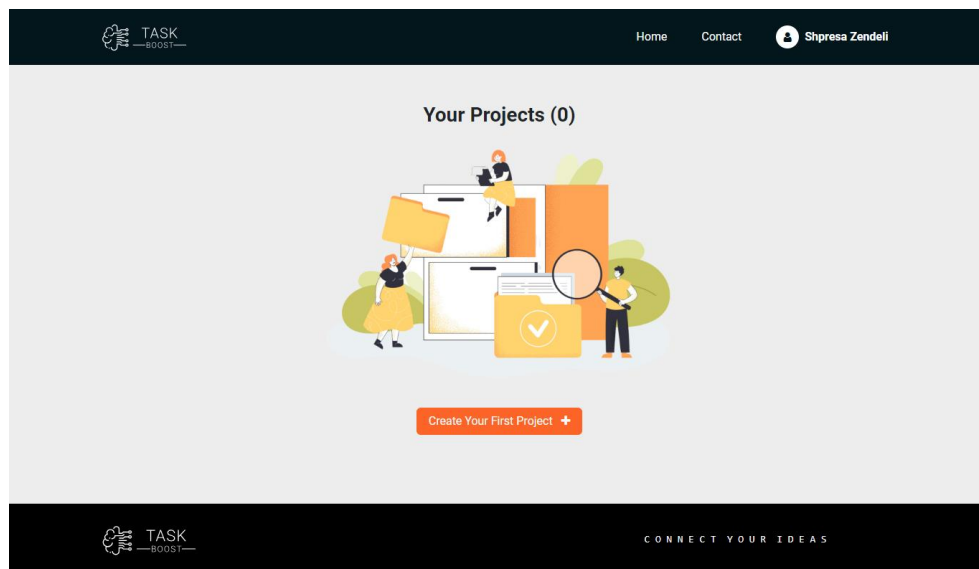 TASK
BOOST
Home
Contact
Shpresa Zendeli
Your Projects (0)
Create Your First Project
TASK
BOOST
CONNECT YOUR IDEAS